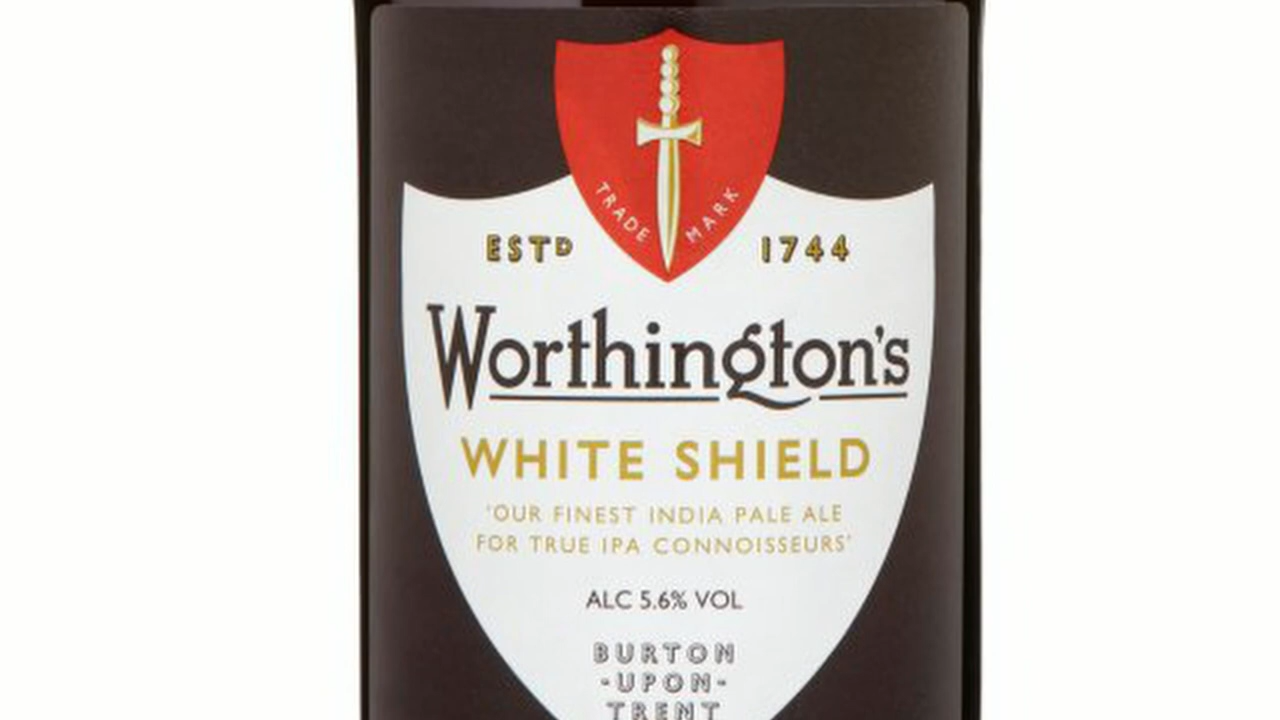 TRADE MARK
ESTD 1744
Worthington's
WHITE SHIELD
'OUR FINEST INDIA PALE ALE
FOR TRUE IPA CONNOISSEURS'
ALC 5.6% VOL
BURTON
-UPON-
TRENT